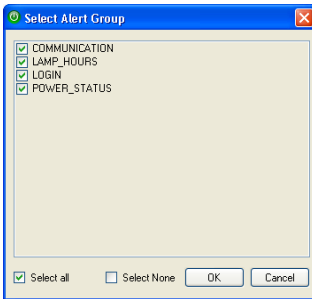 Select Alert Group
COMMUNICATION
LAMP_HOURS
LOGIN
POWER_STATUS
Select all Select None OK Cancel